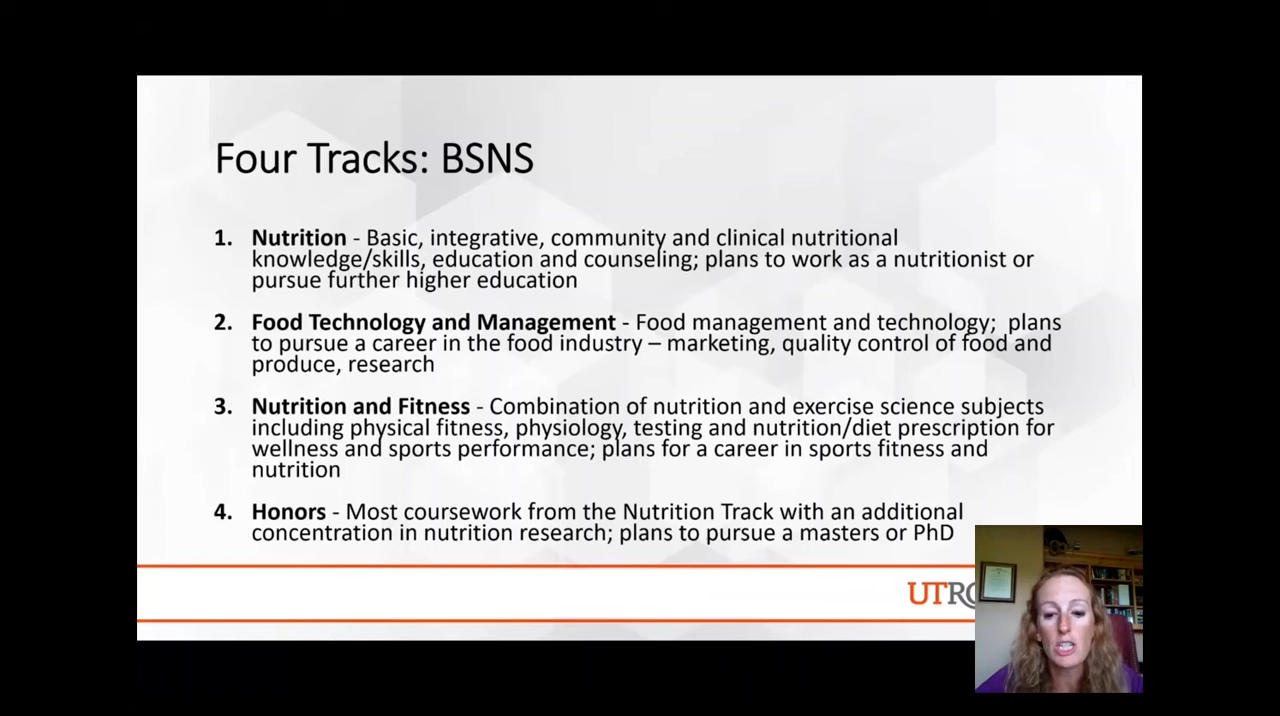 Four Tracks: BSNS
1. Nutrition - Basic, integrative, community and clinical nutritional
knowledge/skills, education and counseling; plans to work as a nutritionist or
pursue further higher education
2. Food Technology and Management - Food management and technology;  plans
to pursue a career in the food industry – marketing, quality control of food and
produce, research
3. Nutrition and Fitness - Combination of nutrition and exercise science subjects
including physical fitness, physiology, testing and nutrition/diet prescription for
wellness and sports performance; plans for a career in sports fitness and
nutrition
4. Honors - Most coursework from the Nutrition Track with an additional
concentration in nutrition research; plans to pursue a masters or PhD